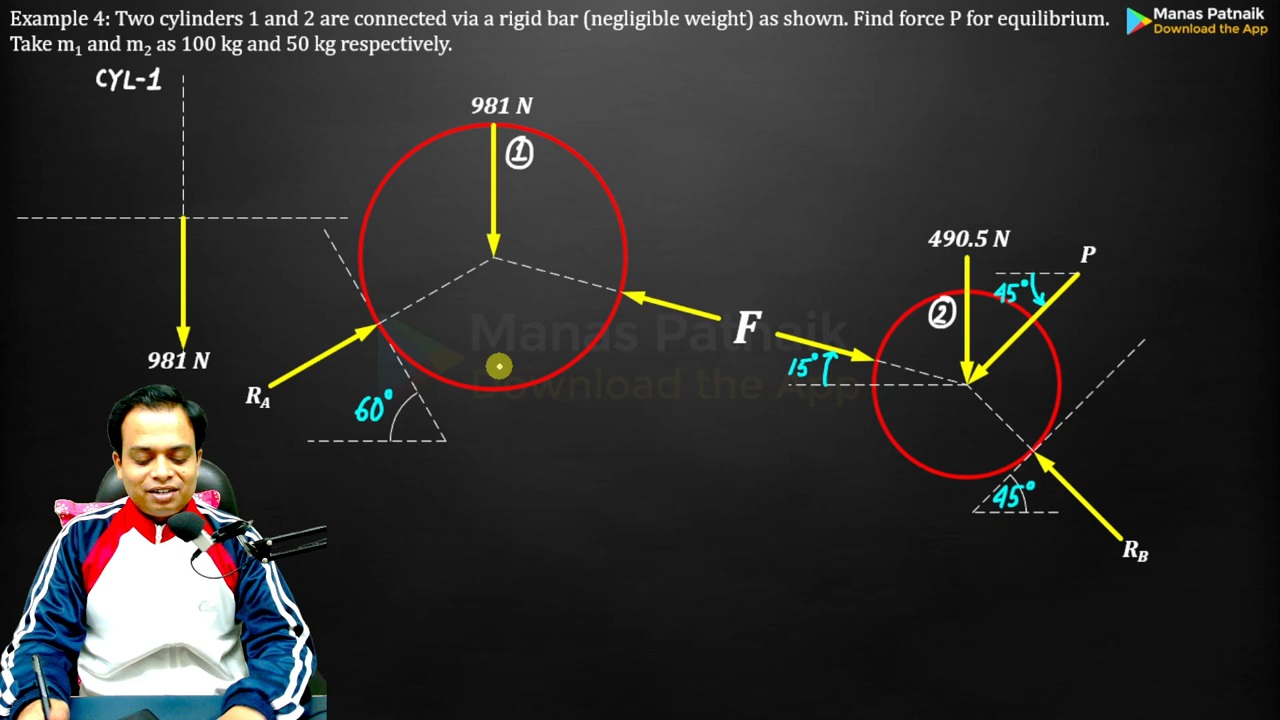 Example 4: Two cylinders 1 and 2 are connected via a rigid bar (negligible weight) as shown. Find force P for equilibrium.
Take m₁ and m₂ as 100 kg and 50 kg respectively.
Manas Patnaik
Download the App
CYL-1
981 N
1
490.5 N
P
45°
2
Manas Patnaik
Download the App
F
15°
981 N
R_A
60°
45°
R_B